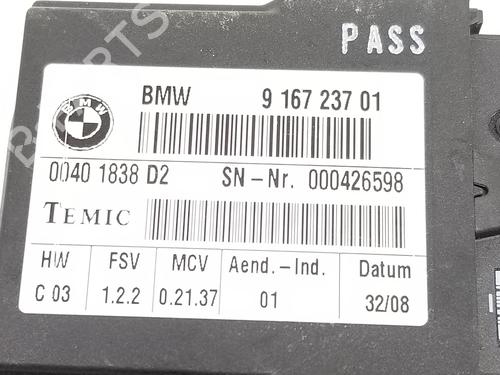 PASS
BMW
BMW 9 167 237 01
0040 1838 D2 SN-Nr. 000426598
TEMIC
HW FSV MCV Aend.-Ind. Datum
C 03 1.2.2 0.21.37 01 32/08